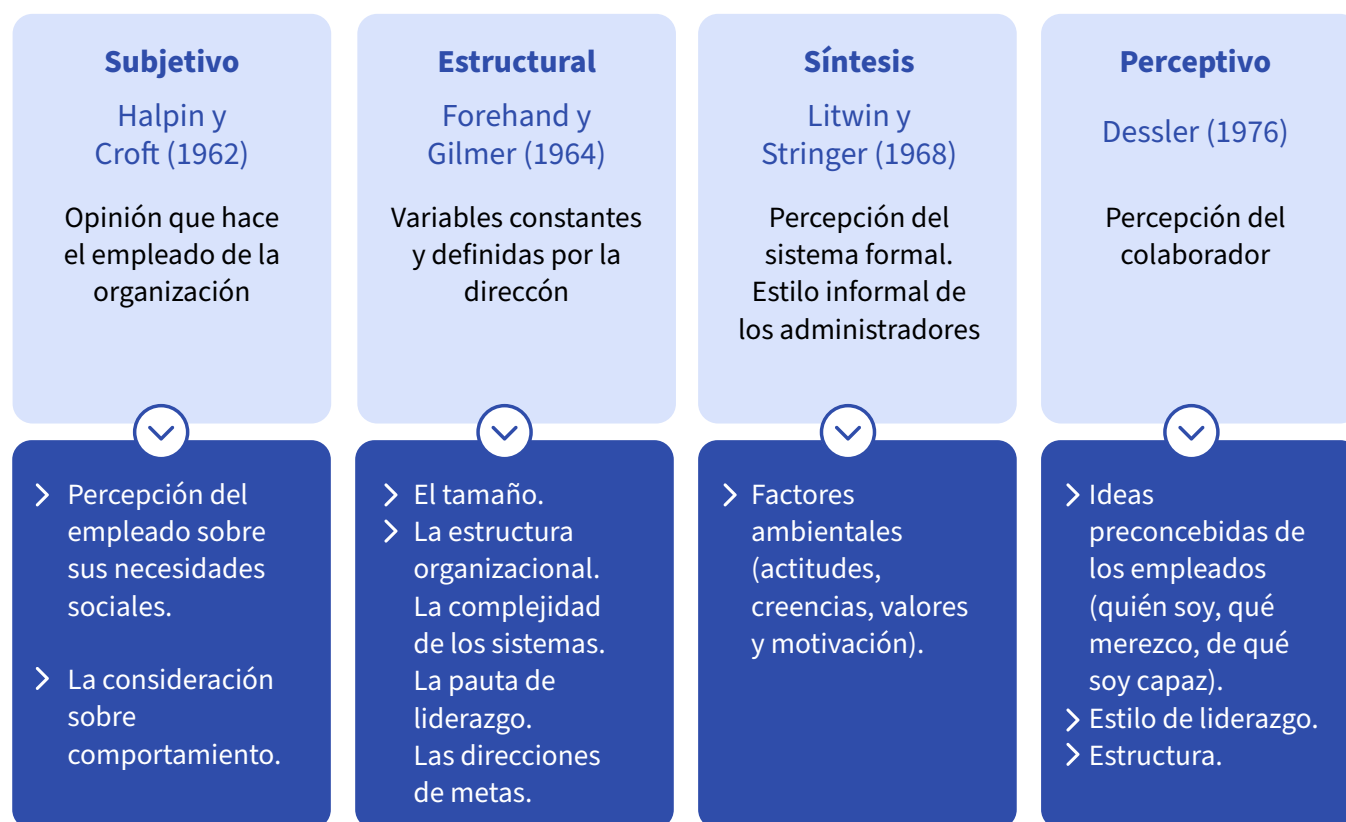 Subjetivo
Halpin y
Croft (1962)
Opinión que hace
el empleado de la
organización
Percepción del
empleado sobre
sus necesidades
sociales.
La consideración
sobre
comportamiento.
Estructural
Forehand y
Gilmer (1964)
Variables constantes
y definidas por la
direccón
El tamaño.
La estructura
organizacional.
La complejidad
de los sistemas.
La pauta de
liderazgo.
Las direcciones
de metas.
Síntesis
Litwin y
Stringer (1968)
Percepción del
sistema formal.
Estilo informal de
los administradores
Factores
ambientales
(actitudes,
creencias, valores
y motivación).
Perceptivo
Dessler (1976)
Percepción del
colaborador
Ideas
preconcebidas de
los empleados
(quién soy, qué
merezco, de qué
soy capaz).
Estilo de liderazgo.
Estructura.